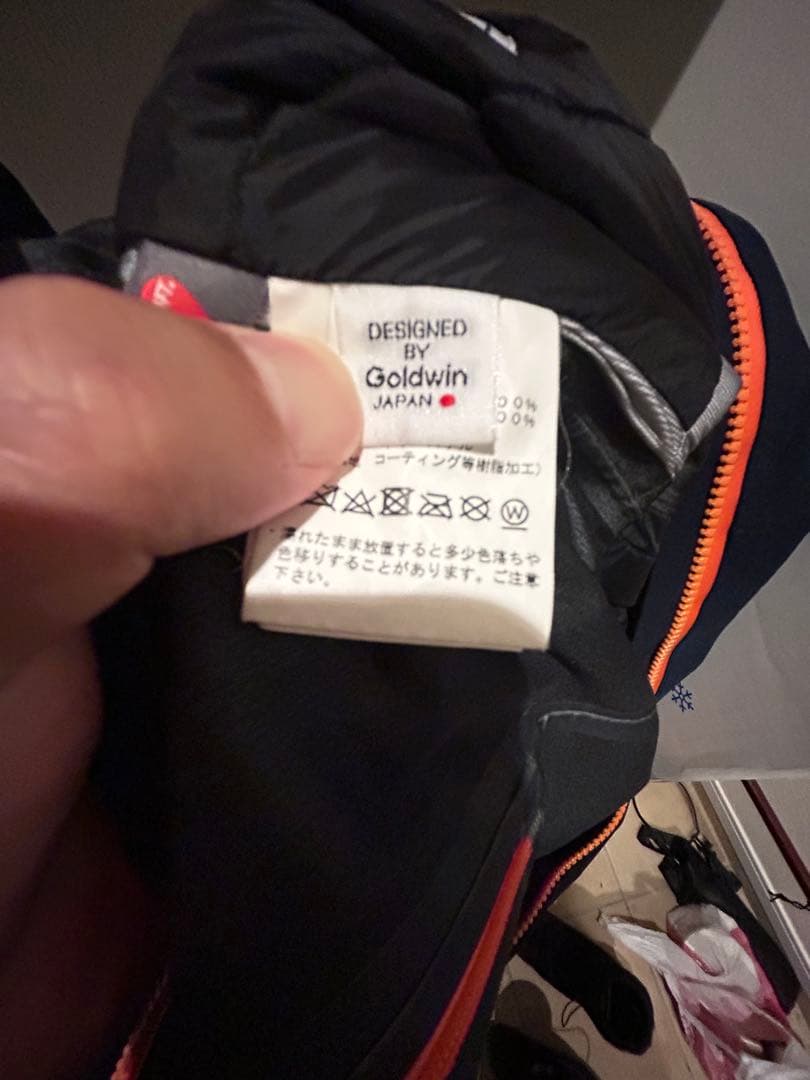 DESIGNED
BY
Goldwin
JAPAN
00%
00%
コーティング等樹脂加工)
W
れたまま放置すると多少色落ちや
色移りすることがあります。ご注意
下さい。